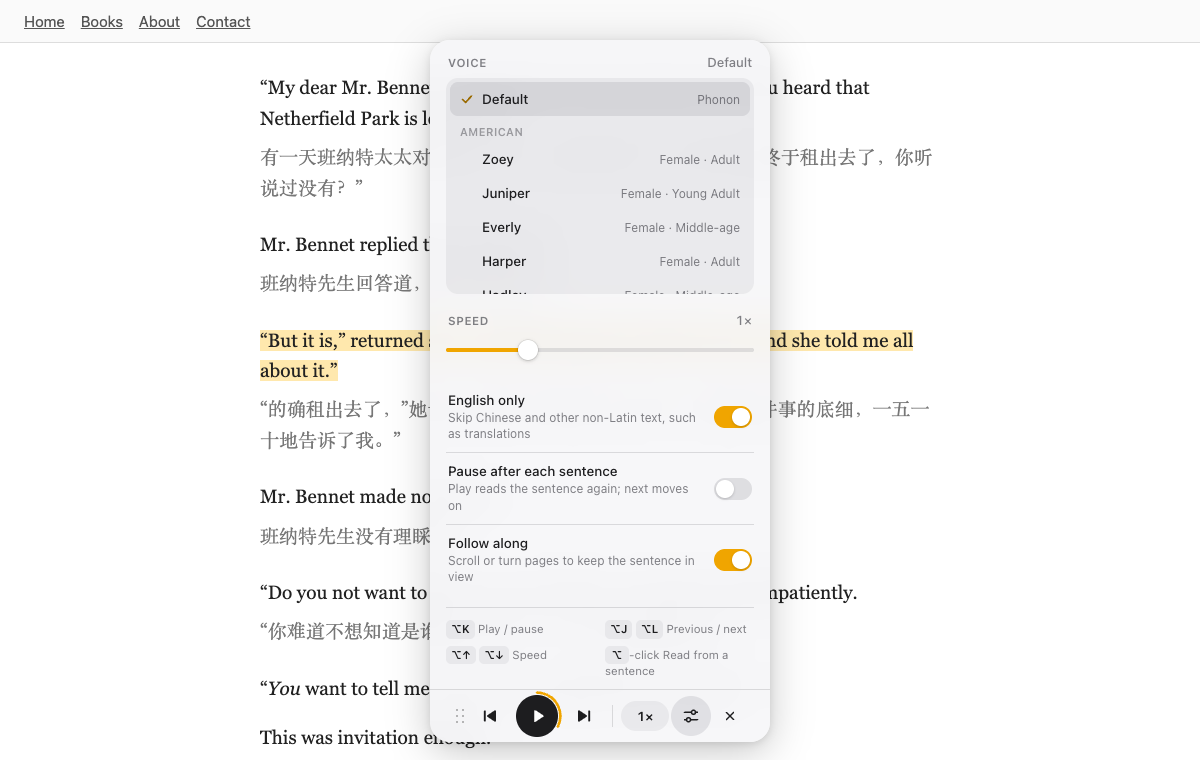 Home Books About Contact
“My dear Mr. Benne
u heard that
Netherfield Park is l
有一天班纳特太太对
终于租出去了，你听
说过没有？”
Mr. Bennet replied t
班纳特先生回答道，
“But it is,” returned
nd she told me all
about it.”
“的确租出去了，”她
件事的底细，一五一
十地告诉了我。”
Mr. Bennet made no
班纳特先生没有理睬
“Do you not want to
mpatiently.
“你难道不想知道是
“You want to tell me
This was invitation enough.
VOICE Default
Default Phonon
AMERICAN
Zoey Female · Adult
Juniper Female · Young Adult
Everly Female · Middle-age
Harper Female · Adult
Hadley Female · Middle-age
SPEED 1×
English only
Skip Chinese and other non-Latin text, such
as translations
Pause after each sentence
Play reads the sentence again; next moves
on
Follow along
Scroll or turn pages to keep the sentence in
view
⌥K Play / pause ⌥J ⌥L Previous / next
⌥↑ ⌥↓ Speed ⌥ -click Read from a
sentence
1×